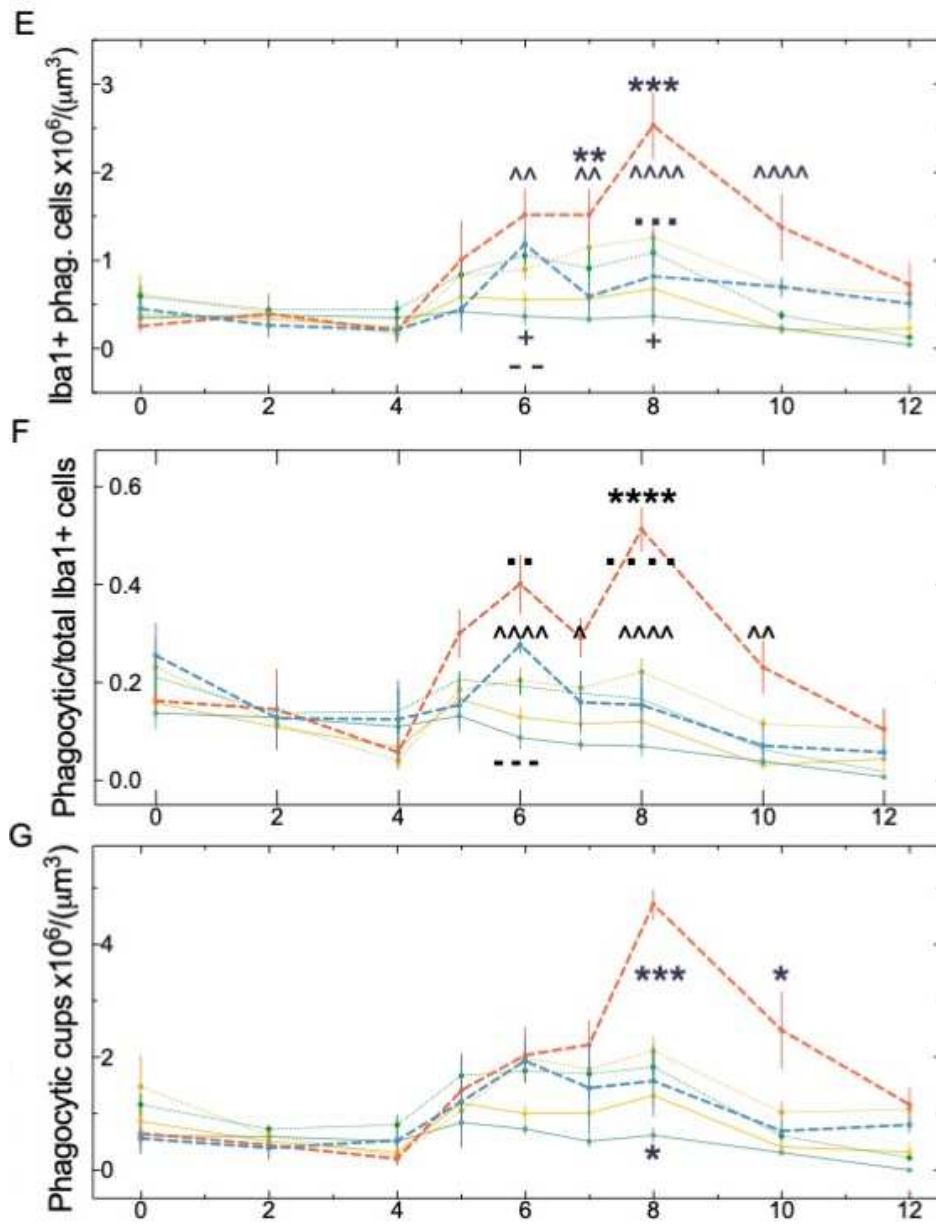 E
Iba1+ phag. cells x10⁶/(μm³)
3
2
1
0
***
**
^^ ^^ ^^^^ ^^^^
...
+ +
- -
0 2 4 6 8 10 12
F
Phagocytic/total Iba1+ cells
0.6
0.4
0.2
0.0
****
.. ....
^^^^ ^ ^^^^ ^^
---
0 2 4 6 8 10 12
G
Phagocytic cups x10⁶/(μm³)
4
2
0
*** *
*
0 2 4 6 8 10 12